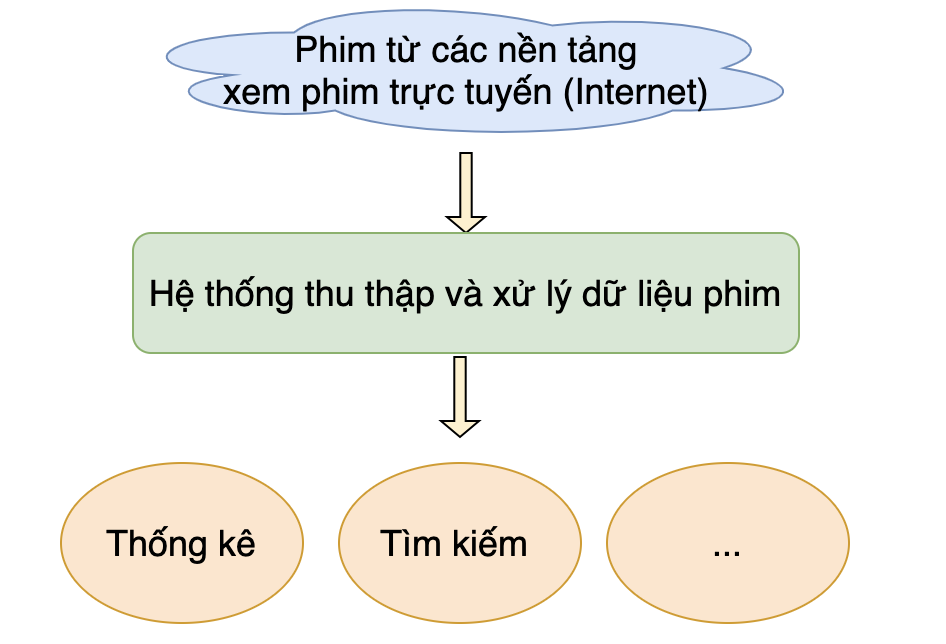 Phim từ các nền tảng
xem phim trực tuyến (Internet)
Hệ thống thu thập và xử lý dữ liệu phim
Thống kê
Tìm kiếm
...